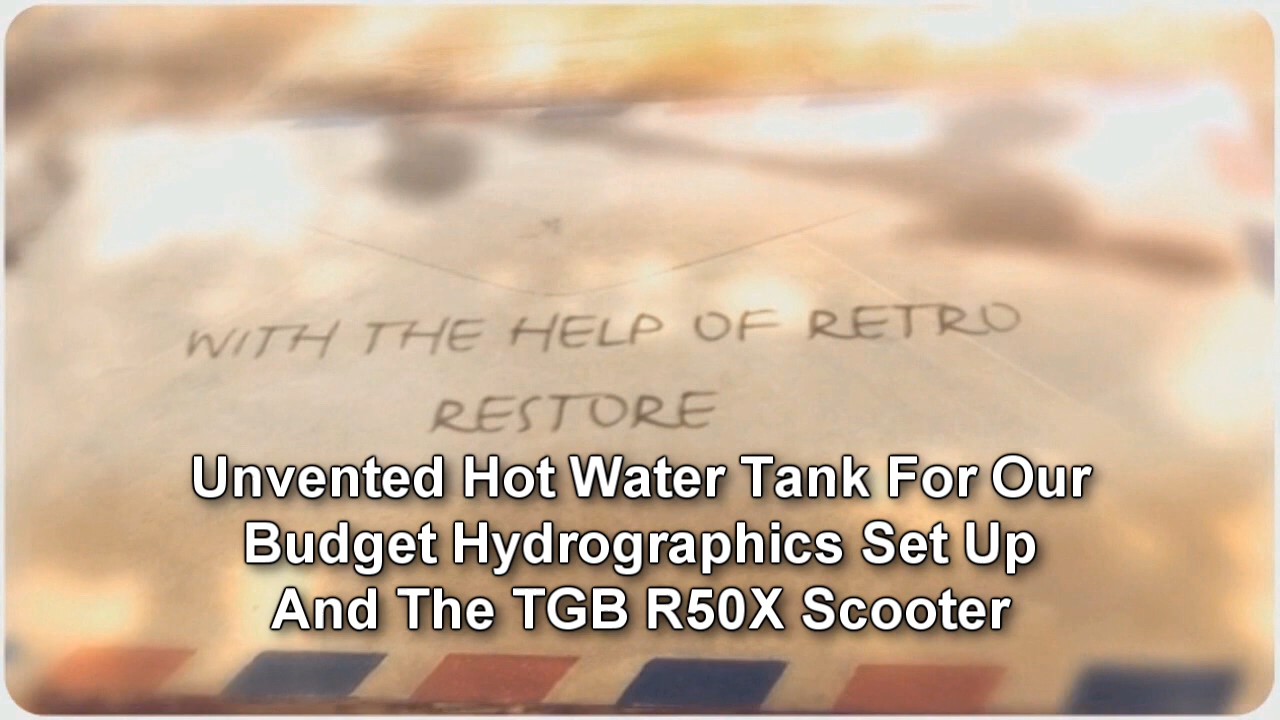 WITH THE HELP OF RETRO
RESTORE
Unvented Hot Water Tank For Our
Budget Hydrographics Set Up
And The TGB R50X Scooter